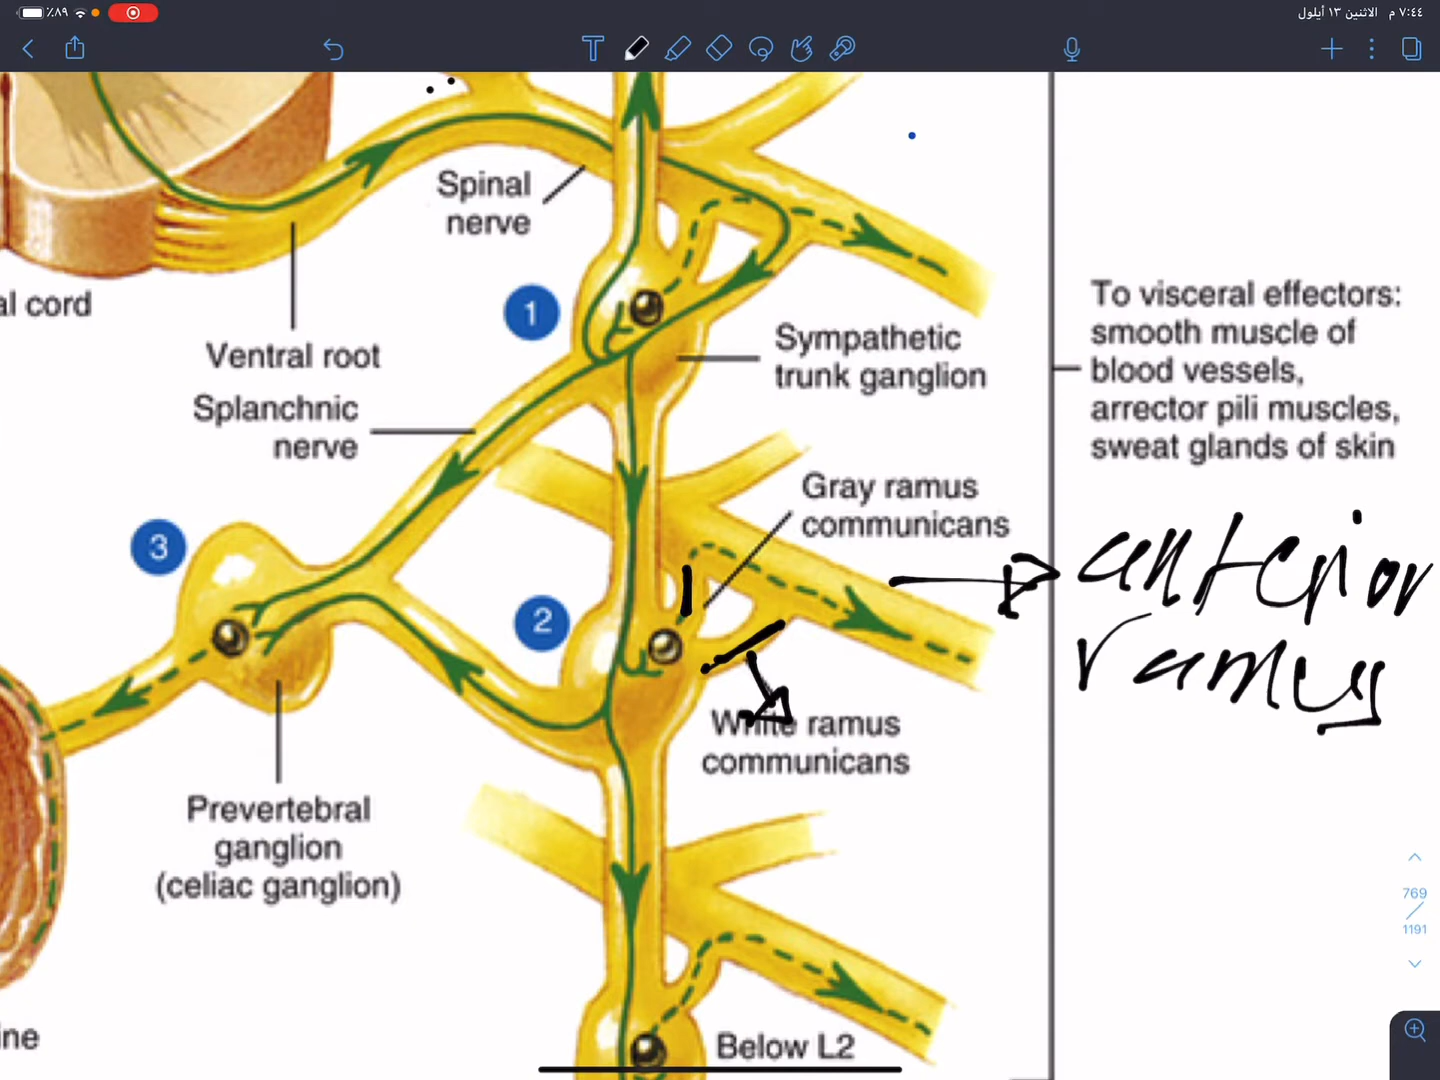 ٪٨٩
٧:٤٤ م الاثنين ١٣ أيلول
T
Spinal
nerve
1
al cord
Ventral root
Sympathetic
trunk ganglion
Splanchnic
nerve
To visceral effectors:
smooth muscle of
blood vessels,
arrector pili muscles,
sweat glands of skin
Gray ramus
communicans
anterior
ramus
3
2
White ramus
communicans
Prevertebral
ganglion
(celiac ganglion)
769
1191
ine
Below L2